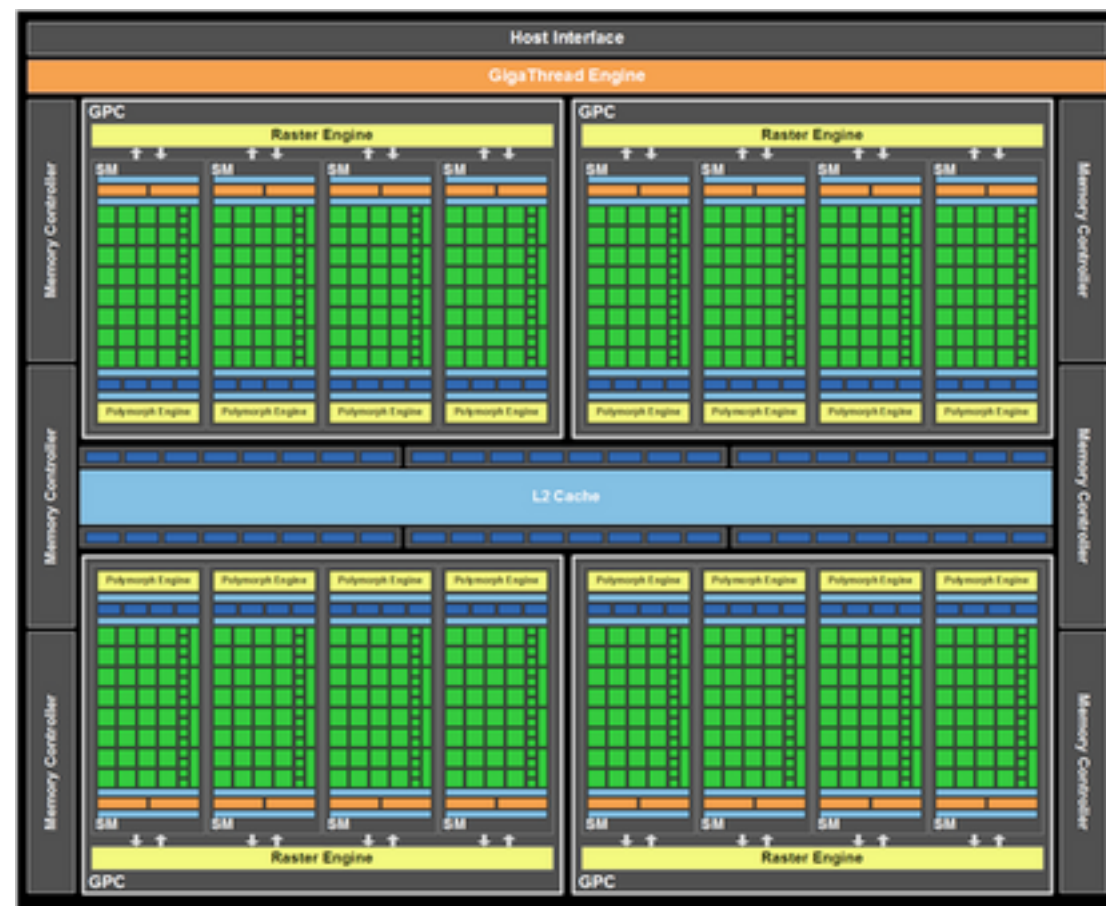 Host Interface
GigaThread Engine
GPC
GPC
Raster Engine
Raster Engine
SM SM SM SM
SM SM SM SM
Memory Controller
Memory Controller
Polymorph Engine Polymorph Engine Polymorph Engine Polymorph Engine
Polymorph Engine Polymorph Engine Polymorph Engine Polymorph Engine
Memory Controller
L2 Cache
Memory Controller
Polymorph Engine Polymorph Engine Polymorph Engine Polymorph Engine
Polymorph Engine Polymorph Engine Polymorph Engine Polymorph Engine
Memory Controller
Memory Controller
SM SM SM SM
SM SM SM SM
Raster Engine
Raster Engine
GPC
GPC